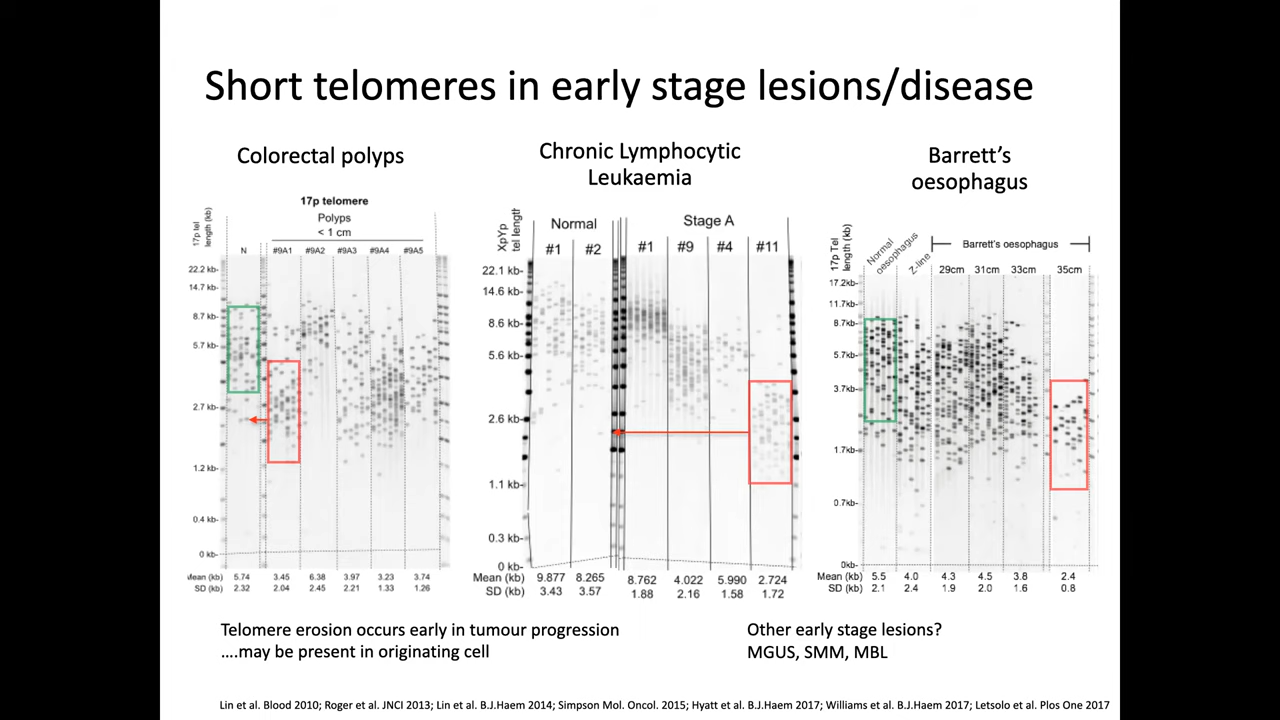 Short telomeres in early stage lesions/disease
Colorectal polyps
17p telomere
Polyps
< 1 cm
17p tel
length (kb)
N
#9A1
#9A2
#9A3
#9A4
#9A5
22.2 kb-
14.7 kb-
8.7 kb-
5.7 kb-
2.7 kb-
1.2 kb-
0.4 kb-
0 kb-
Mean (kb) 5.74 3.45 6.38 3.97 3.23 3.74
SD (kb) 2.32 2.04 2.45 2.21 1.33 1.26
Chronic Lymphocytic
Leukaemia
XpYp
tel length
Normal
Stage A
#1
#2
#1
#9
#4
#11
22.1 kb-
14.6 kb-
8.6 kb-
5.6 kb-
2.6 kb-
1.1 kb-
0.3 kb-
0 kb-
Mean (kb) 9.877 8.265 8.762 4.022 5.990 2.724
SD (kb) 3.43 3.57 1.88 2.16 1.58 1.72
Barrett’s
oesophagus
17p Tel
length (kb)
Normal
oesophagus
Z-line
Barrett's oesophagus
29cm
31cm
33cm
35cm
17.2kb-
11.7kb-
8.7kb-
5.7kb-
3.7kb-
1.7kb-
0.7kb-
0kb-
Mean (kb) 5.5 4.0 4.3 4.5 3.8 2.4
SD (kb) 2.1 2.4 1.9 2.0 1.6 0.8
Telomere erosion occurs early in tumour progression
....may be present in originating cell
Other early stage lesions?
MGUS, SMM, MBL
Lin et al. Blood 2010; Roger et al. JNCI 2013; Lin et al. B.J.Haem 2014; Simpson Mol. Oncol. 2015; Hyatt et al. B.J.Haem 2017; Williams et al. B.J.Haem 2017; Letsolo et al. Plos One 2017